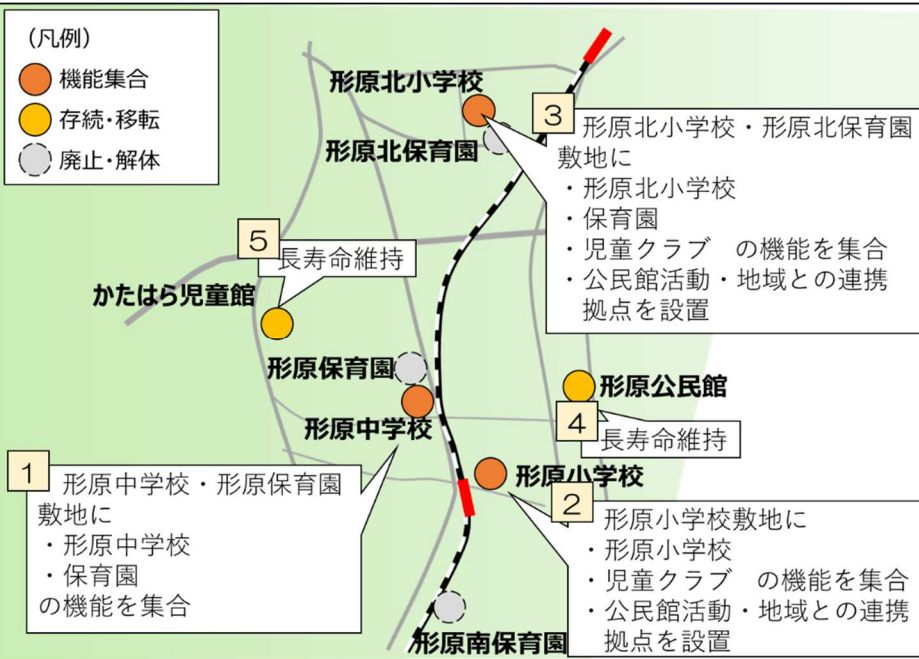 (凡例)
機能集合
存続・移転
廃止・解体
形原北小学校
形原北保育園
3
形原北小学校・形原北保育園
敷地に
・形原北小学校
・保育園
・児童クラブ　の機能を集合
・公民館活動・地域との連携
拠点を設置
5
長寿命維持
かたはら児童館
形原保育園
形原中学校
形原公民館
4
長寿命維持
1
形原中学校・形原保育園
敷地に
・形原中学校
・保育園
の機能を集合
形原小学校
2
形原小学校敷地に
・形原小学校
・児童クラブ　の機能を集合
・公民館活動・地域との連携
拠点を設置
形原南保育園